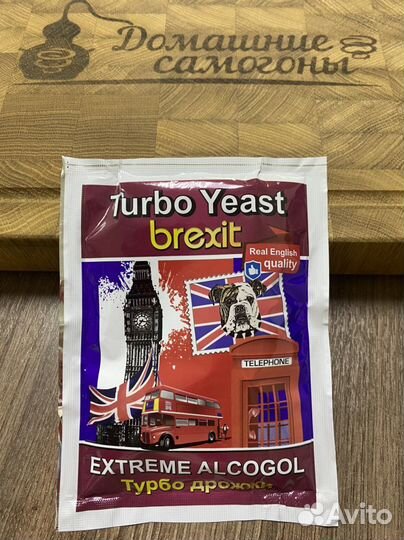 Домашние
самогоны
Turbo Yeast
brexit
Real English
quality
TELEPHONE
EXTREME ALCOGOL
Турбо дрожжи
Avito